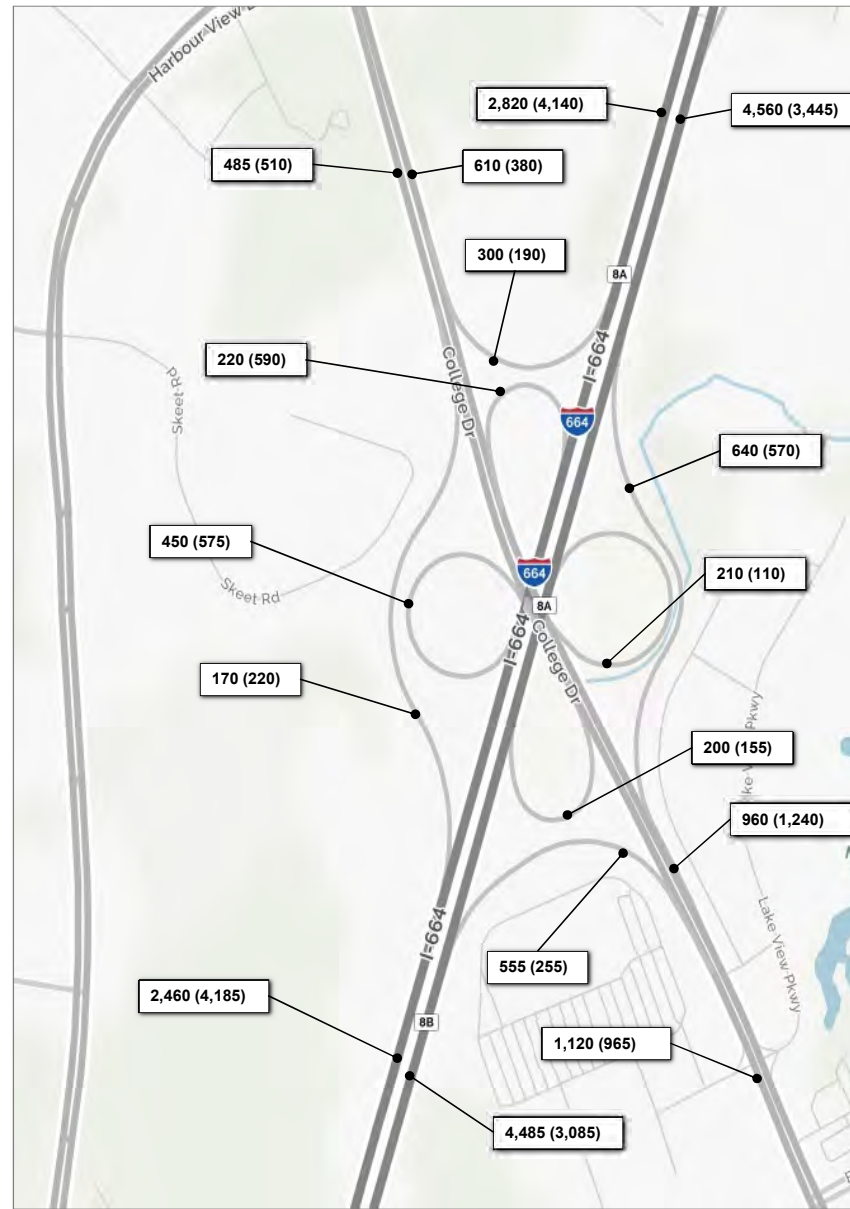 Harbour View
2,820 (4,140)
4,560 (3,445)
485 (510)
610 (380)
300 (190)
8A
I-664
220 (590)
College Dr
Skeet Rd
664
640 (570)
450 (575)
Skeet Rd
664
210 (110)
8A
I-664
College Dr
170 (220)
Pkwy
200 (155)
960 (1,240)
I-664
Lake View Pkwy
555 (255)
2,460 (4,185)
8B
1,120 (965)
4,485 (3,085)